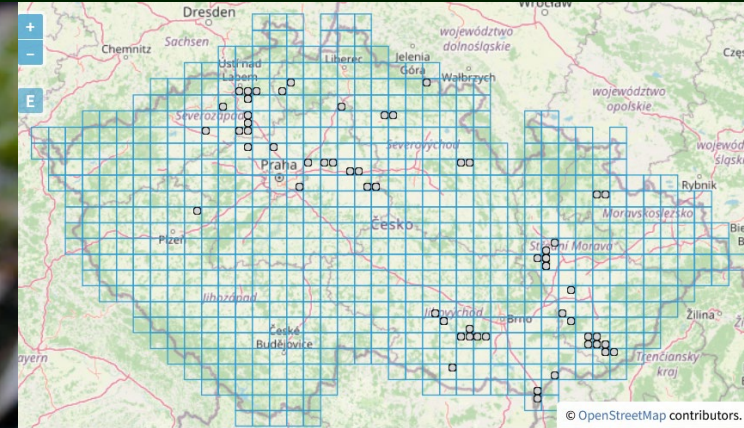 Dresden
Wrocław
+
województwo
dolnośląskie
Chemnitz
Sachsen
–
Ústí nad
Labem
Liberec
Jelenia
Góra
Wałbrzych
E
województwo
opolskie
Severozápad
Severovýchod
Praha
Rybnik
Moravskoslezsko
Česko
Plzeň
Střední Morava
Jihozápad
Jihovýchod
Brno
Žilina
České
Budějovice
Trenčiansky
kraj
© OpenStreetMap contributors.